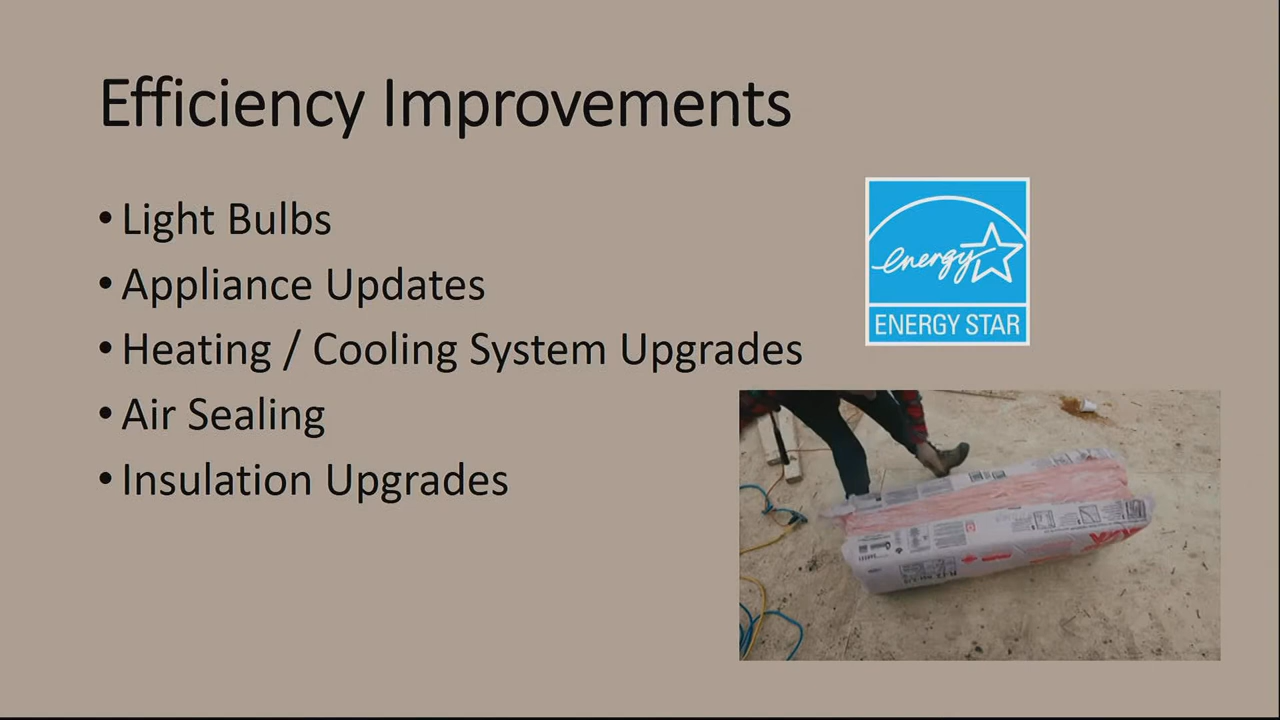 Efficiency Improvements
• Light Bulbs
• Appliance Updates
• Heating / Cooling System Upgrades
• Air Sealing
• Insulation Upgrades
energy
ENERGY STAR